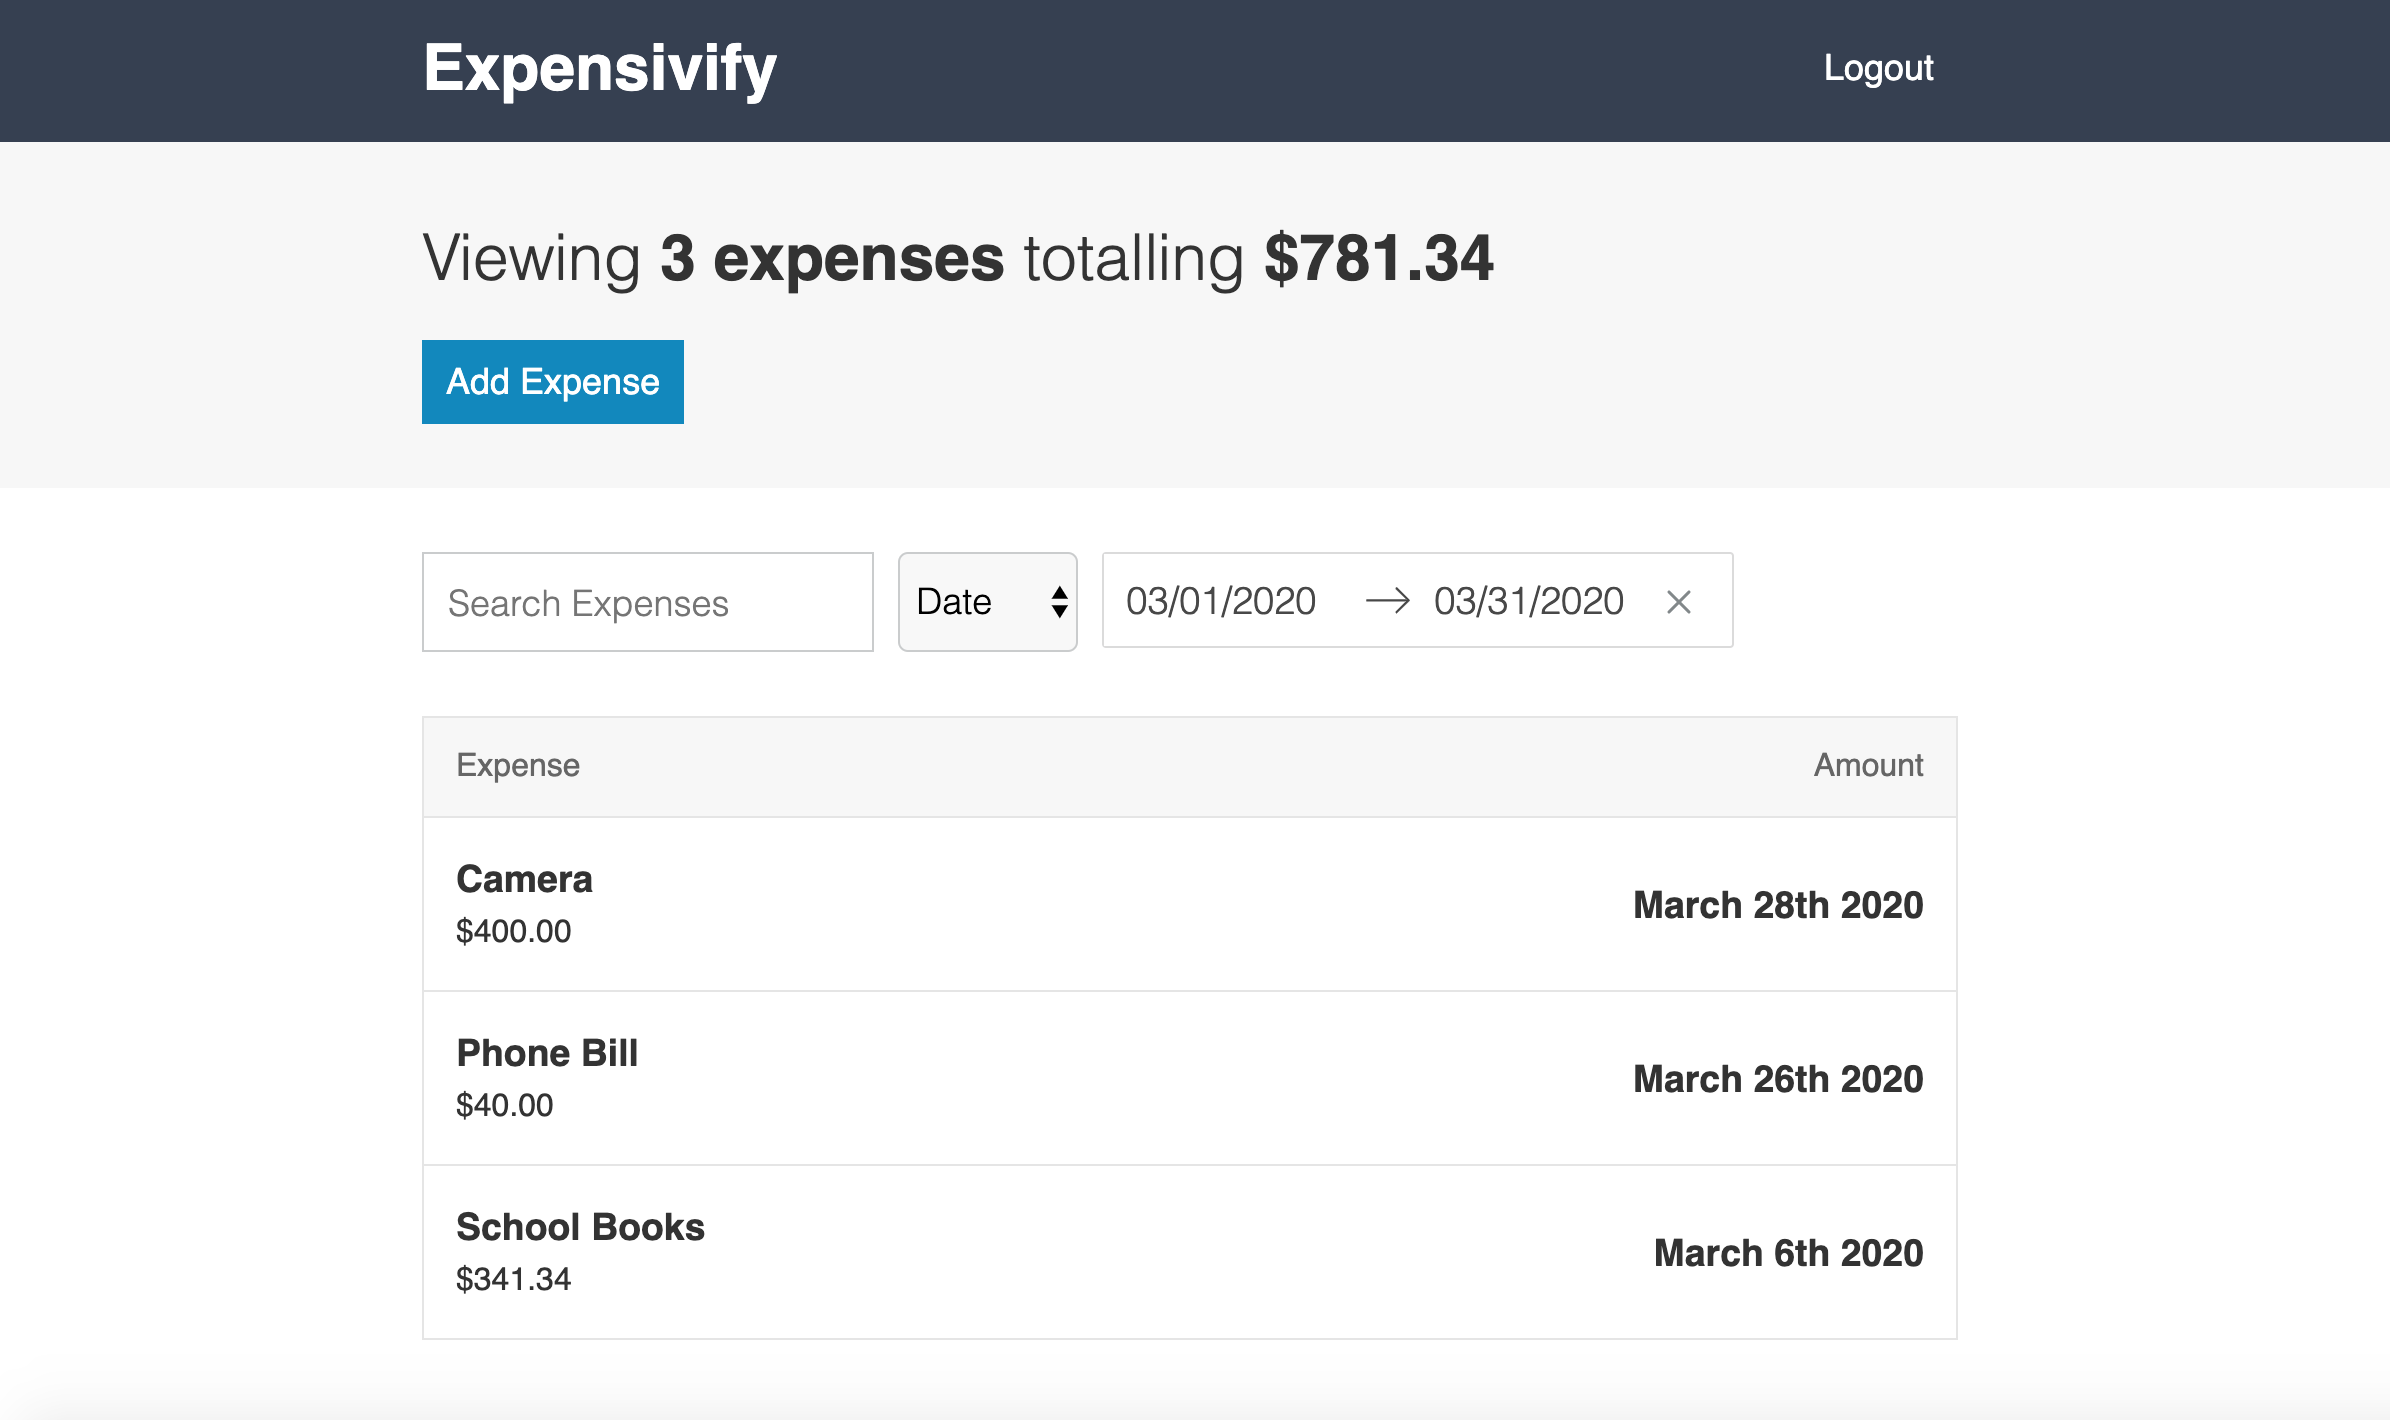 Expensivify
Logout
Viewing 3 expenses totalling $781.34
Add Expense
Search Expenses
Date
03/01/2020 → 03/31/2020
Expense
Amount
Camera
$400.00
March 28th 2020
Phone Bill
$40.00
March 26th 2020
School Books
$341.34
March 6th 2020